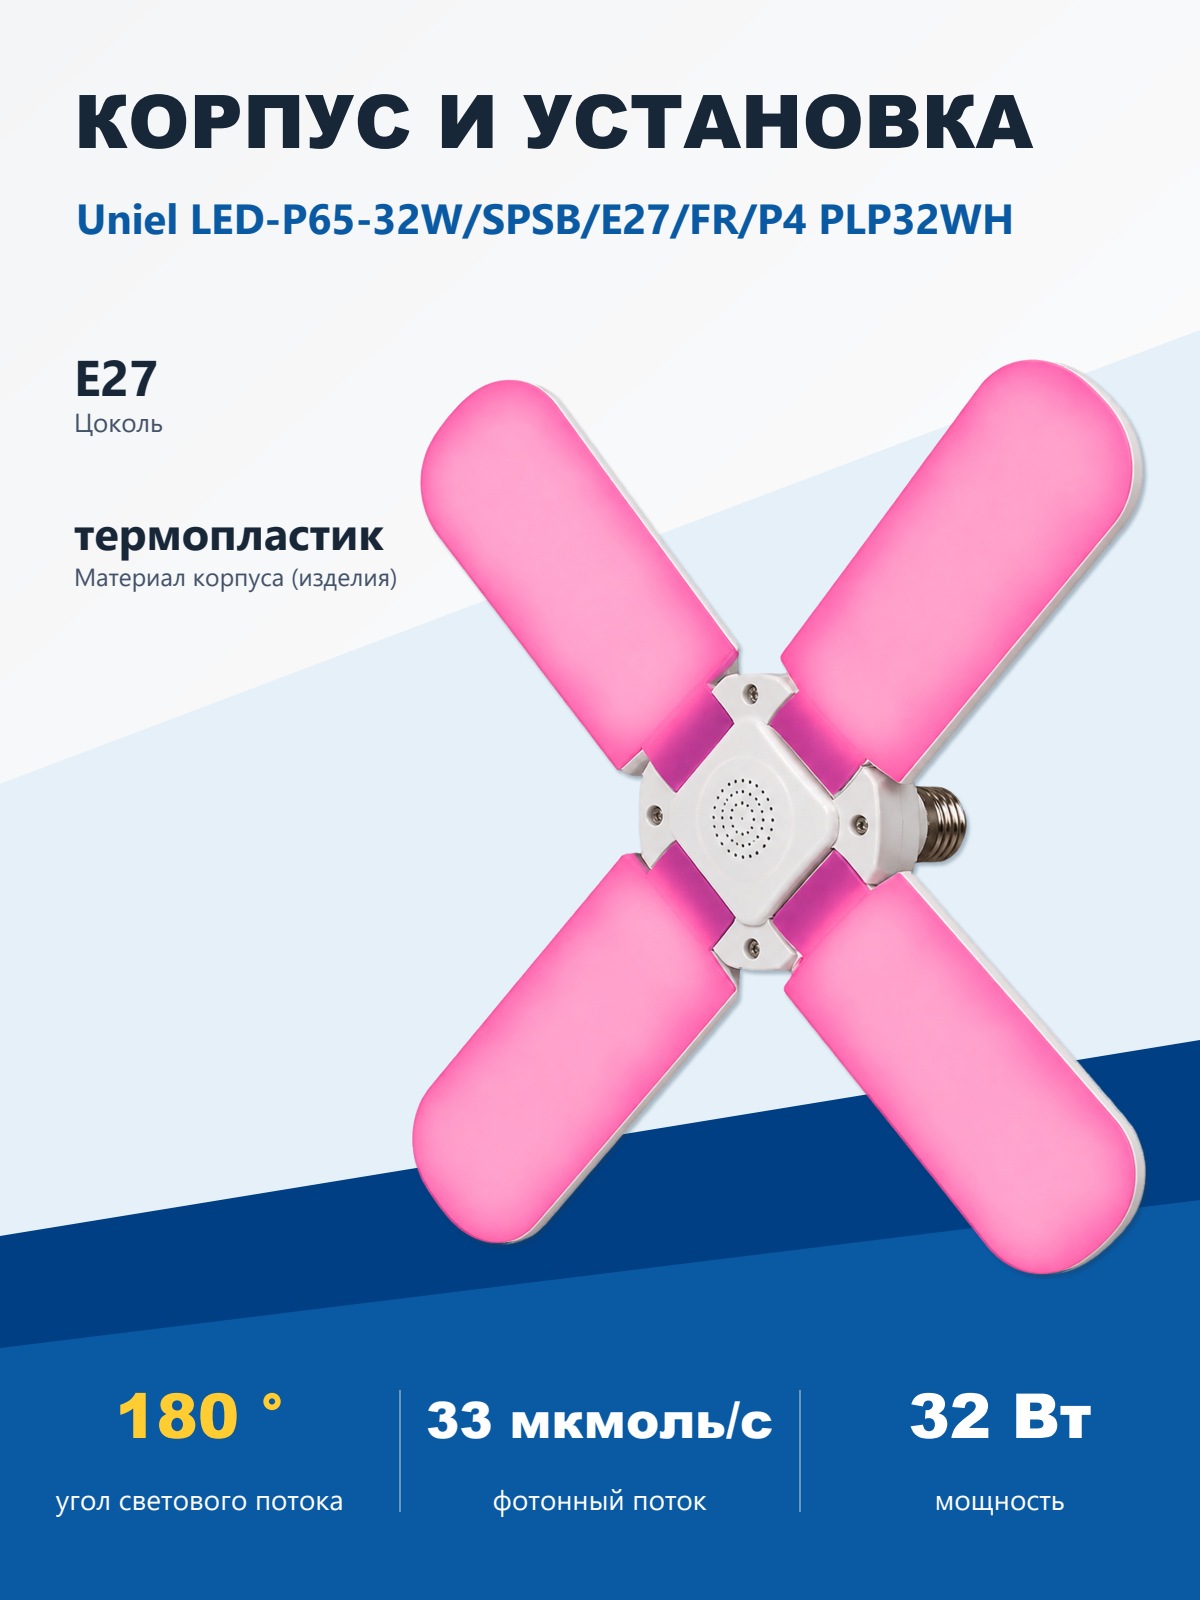 КОРПУС И УСТАНОВКА
Uniel LED-P65-32W/SPSB/E27/FR/P4 PLP32WH
E27
Цоколь
термопластик
Материал корпуса (изделия)
180 °
угол светового потока
33 мкмоль/с
фотонный поток
32 Вт
мощность